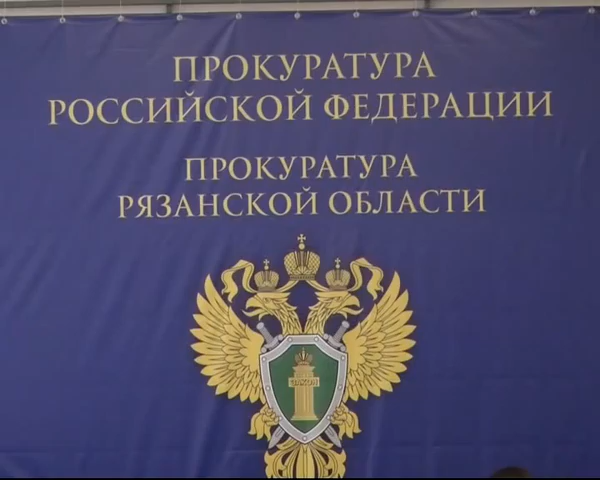 ПРОКУРАТУРА
РОССИЙСКОЙ ФЕДЕРАЦИИ
ПРОКУРАТУРА
РЯЗАНСКОЙ ОБЛАСТИ
ЗАКОН